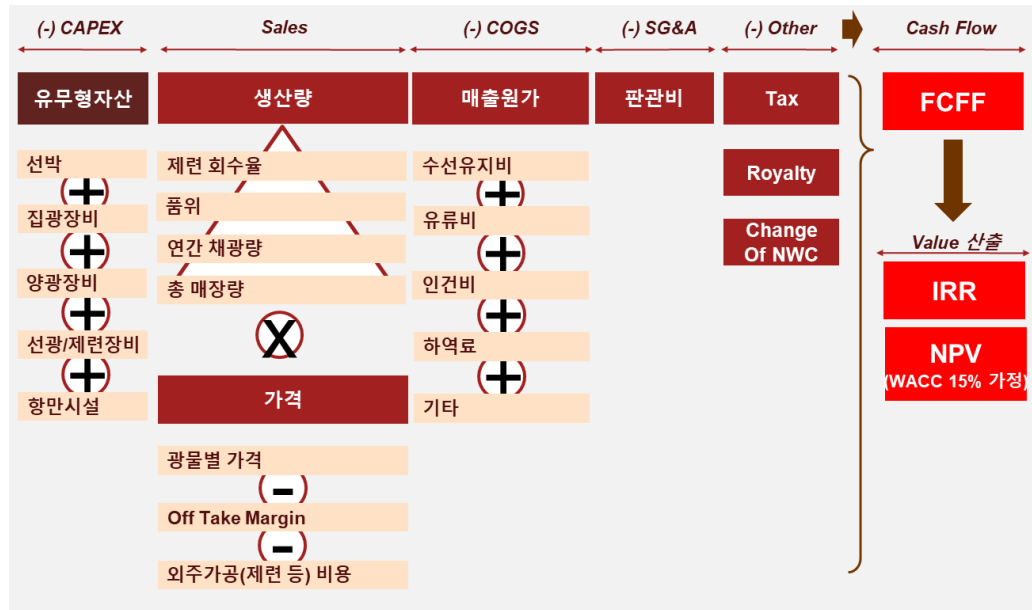 (-) CAPEX
Sales
(-) COGS
(-) SG&A
(-) Other
Cash Flow
유무형자산
선박
+
집광장비
+
양광장비
+
선광/제련장비
+
항만시설
생산량
제련 회수율
품위
연간 채광량
총 매장량
X
가격
광물별 가격
-
Off Take Margin
-
외주가공(제련 등) 비용
매출원가
수선유지비
+
유류비
+
인건비
+
하역료
+
기타
판관비
Tax
Royalty
Change
Of NWC
FCFF
Value 산출
IRR
NPV
(WACC 15% 가정)